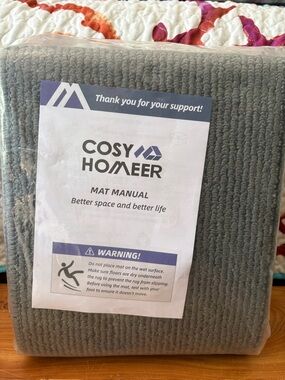 Thank you for your support!
COSY
HOMEER
MAT MANUAL
Better space and better life
WARNING!
Do not place mat on the wet surface.
Make sure floors are dry underneath
the rug to prevent the rug from slipping.
Before using the mat, test with your
foot to ensure it doesn't move.